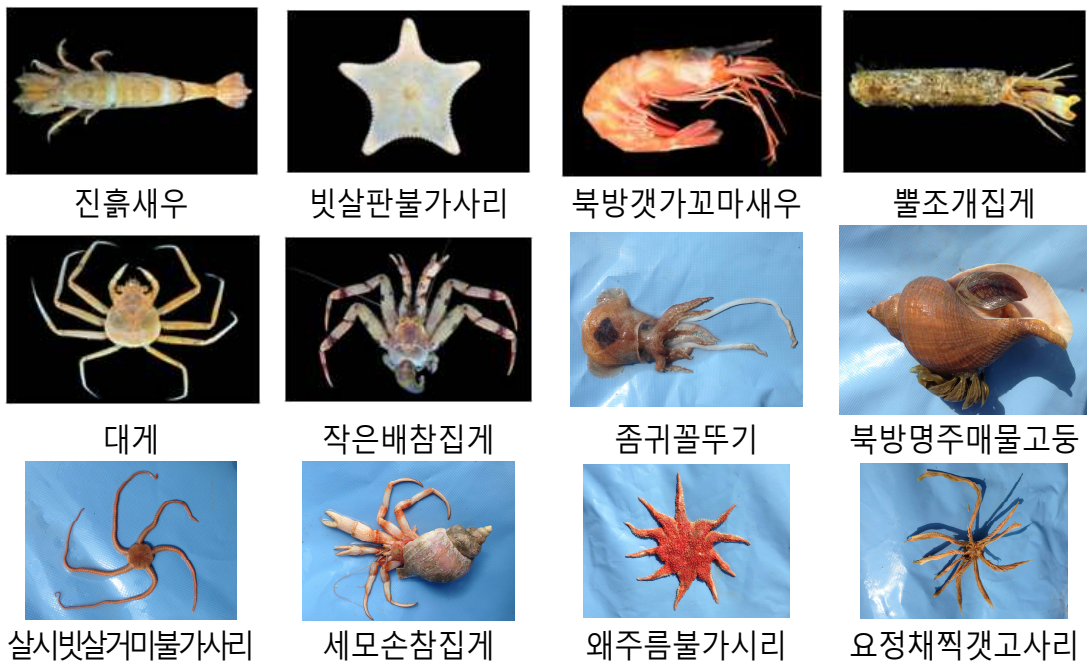 진흙새우
빗살판불가사리
북방갯가꼬마새우
뿔조개집게
대게
작은배참집게
좀귀꼴뚜기
북방명주매물고둥
살시빗살거미불가사리
세모손참집게
왜주름불가시리
요정채찍갯고사리